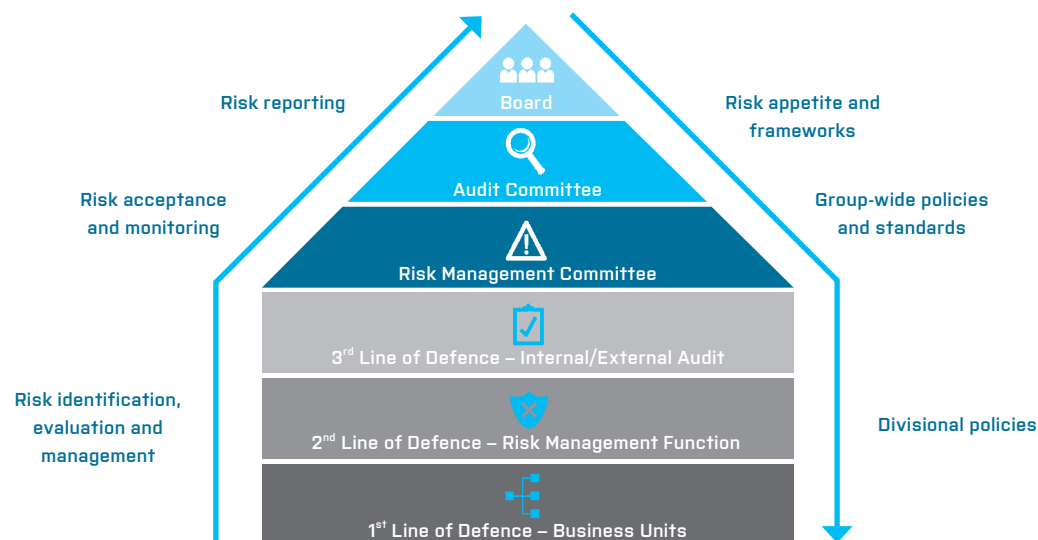 Board
Risk reporting
Risk appetite and
frameworks
Audit Committee
Risk acceptance
and monitoring
Group-wide policies
and standards
Risk Management Committee
3rd Line of Defence – Internal/External Audit
Risk identification,
evaluation and
management
2nd Line of Defence – Risk Management Function
Divisional policies
1st Line of Defence – Business Units